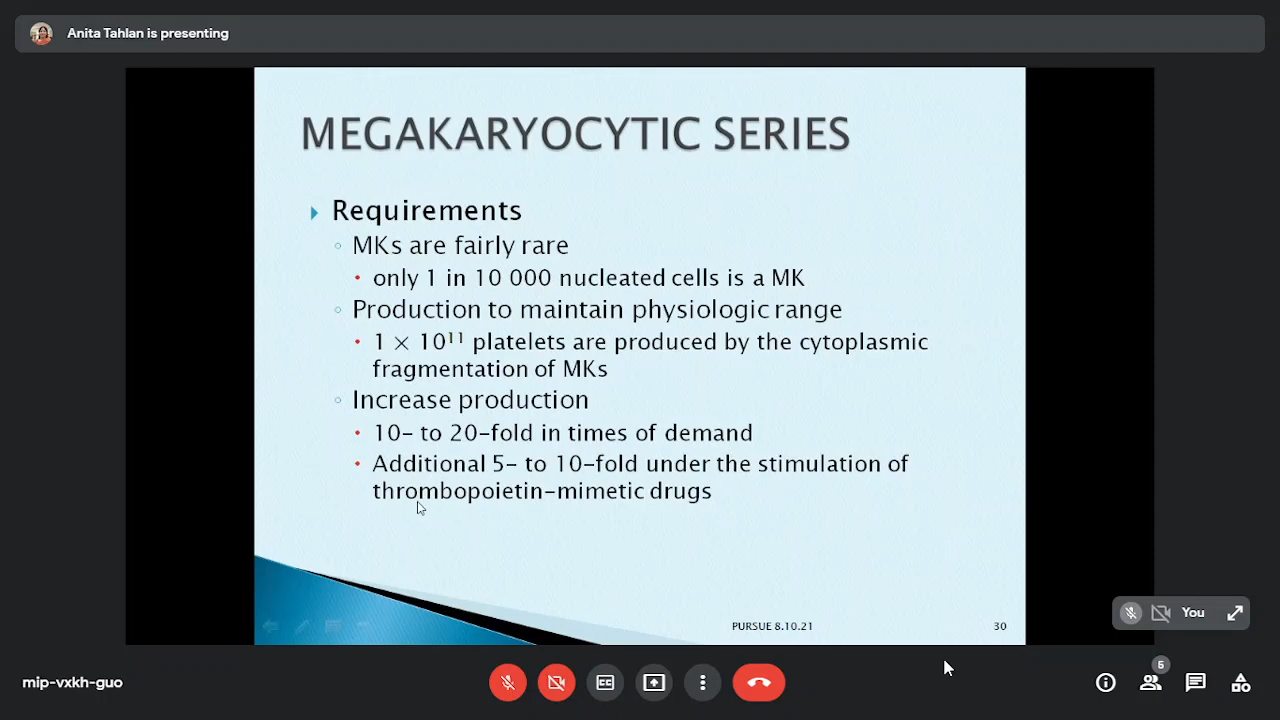 Anita Tahlan is presenting
MEGAKARYOCYTIC SERIES
Requirements
MKs are fairly rare
only 1 in 10 000 nucleated cells is a MK
Production to maintain physiologic range
1 × 10¹¹ platelets are produced by the cytoplasmic
fragmentation of MKs
Increase production
10- to 20-fold in times of demand
Additional 5- to 10-fold under the stimulation of
thrombopoietin-mimetic drugs
PURSUE 8.10.21
30
You
mip-vxkh-guo
CC
6